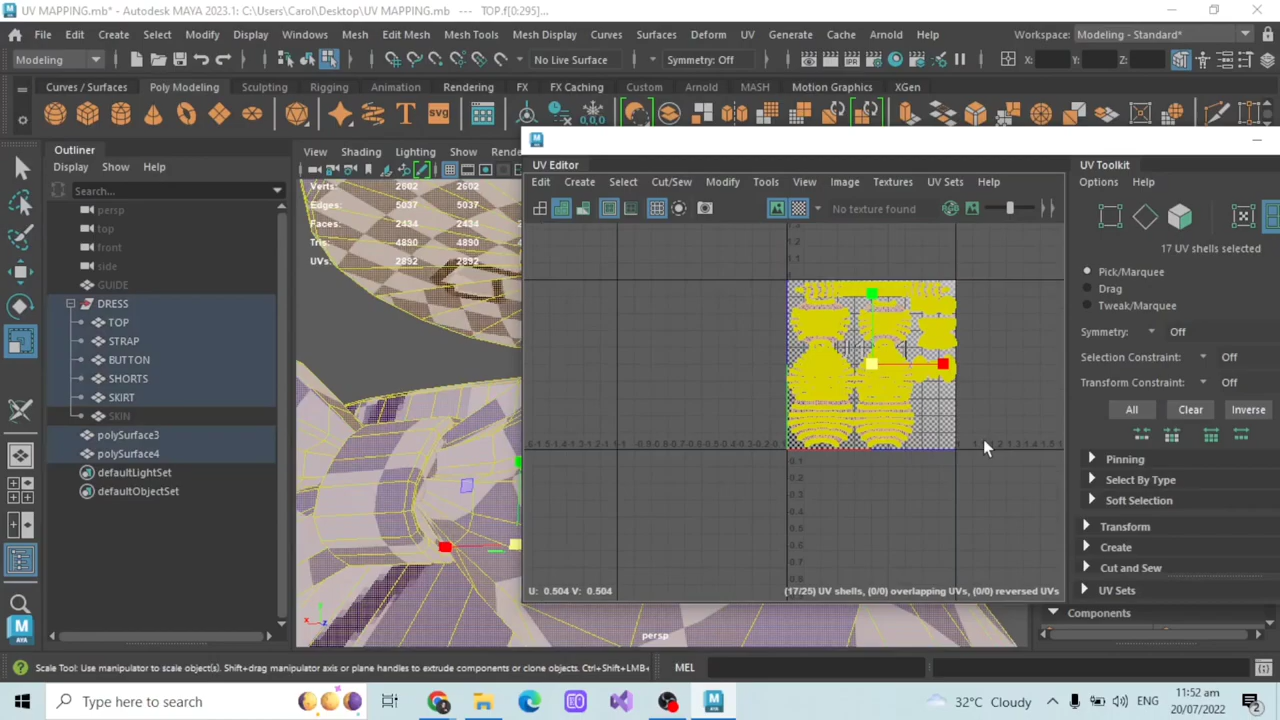 UV MAPPING.mb* - Autodesk MAYA 2023.1: C:\Users\Carol\Desktop\UV MAPPING.mb --- TOP.f[0:295]...
File Edit Create Select Modify Display Windows Mesh Edit Mesh Mesh Tools Mesh Display Curves Surfaces Deform UV Generate Cache Arnold Help Workspace: Modeling - Standard*
Modeling No Live Surface Symmetry: Off X: Y: Z:
Curves / Surfaces Poly Modeling Sculpting Rigging Animation Rendering FX FX Caching Custom Arnold MASH Motion Graphics XGen
T svg 0,0,0
Outliner
Display Show Help
Search...
persp
top
front
side
GUIDE
DRESS
TOP
STRAP
BUTTON
SHORTS
SKIRT
SKIN
polySurface3
polySurface4
defaultLightSet
defaultObjectSet
View Shading Lighting Show
Verts: 2602 2602
Edges: 5037 5037
Faces: 2434 2434
Tris: 4890 4890
UVs: 2892 2892
persp
UV Editor
Edit Create Select Cut/Sew Modify Tools View Image Textures UV Sets Help
No texture found
U: 0.504 V: 0.504 (17/25) UV shells, (0/0) overlapping UVs, (0/0) reversed UVs
UV Toolkit
Options Help
17 UV shells selected
Pick/Marquee
Drag
Tweak/Marquee
Symmetry: Off
Selection Constraint: Off
Transform Constraint: Off
All Clear Inverse
Pinning
Select By Type
Soft Selection
Transform
Create
Cut and Sew
UV Sets
Components
Scale Tool: Use manipulator to scale object(s). Shift+drag manipulator axis or plane handles to extrude components or clone objects. Ctrl+Shift+LMB+ MEL
Type here to search 32°C Cloudy ENG 11:52 am
20/07/2022 2